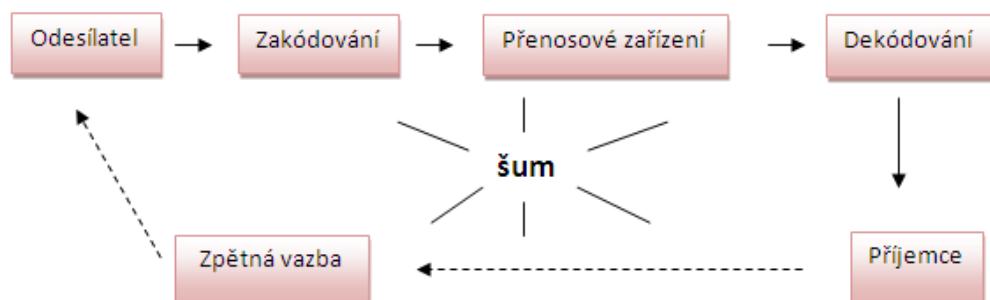 Odesílatel
Zakódování
Přenosové zařízení
Dekódování
šum
Zpětná vazba
Příjemce